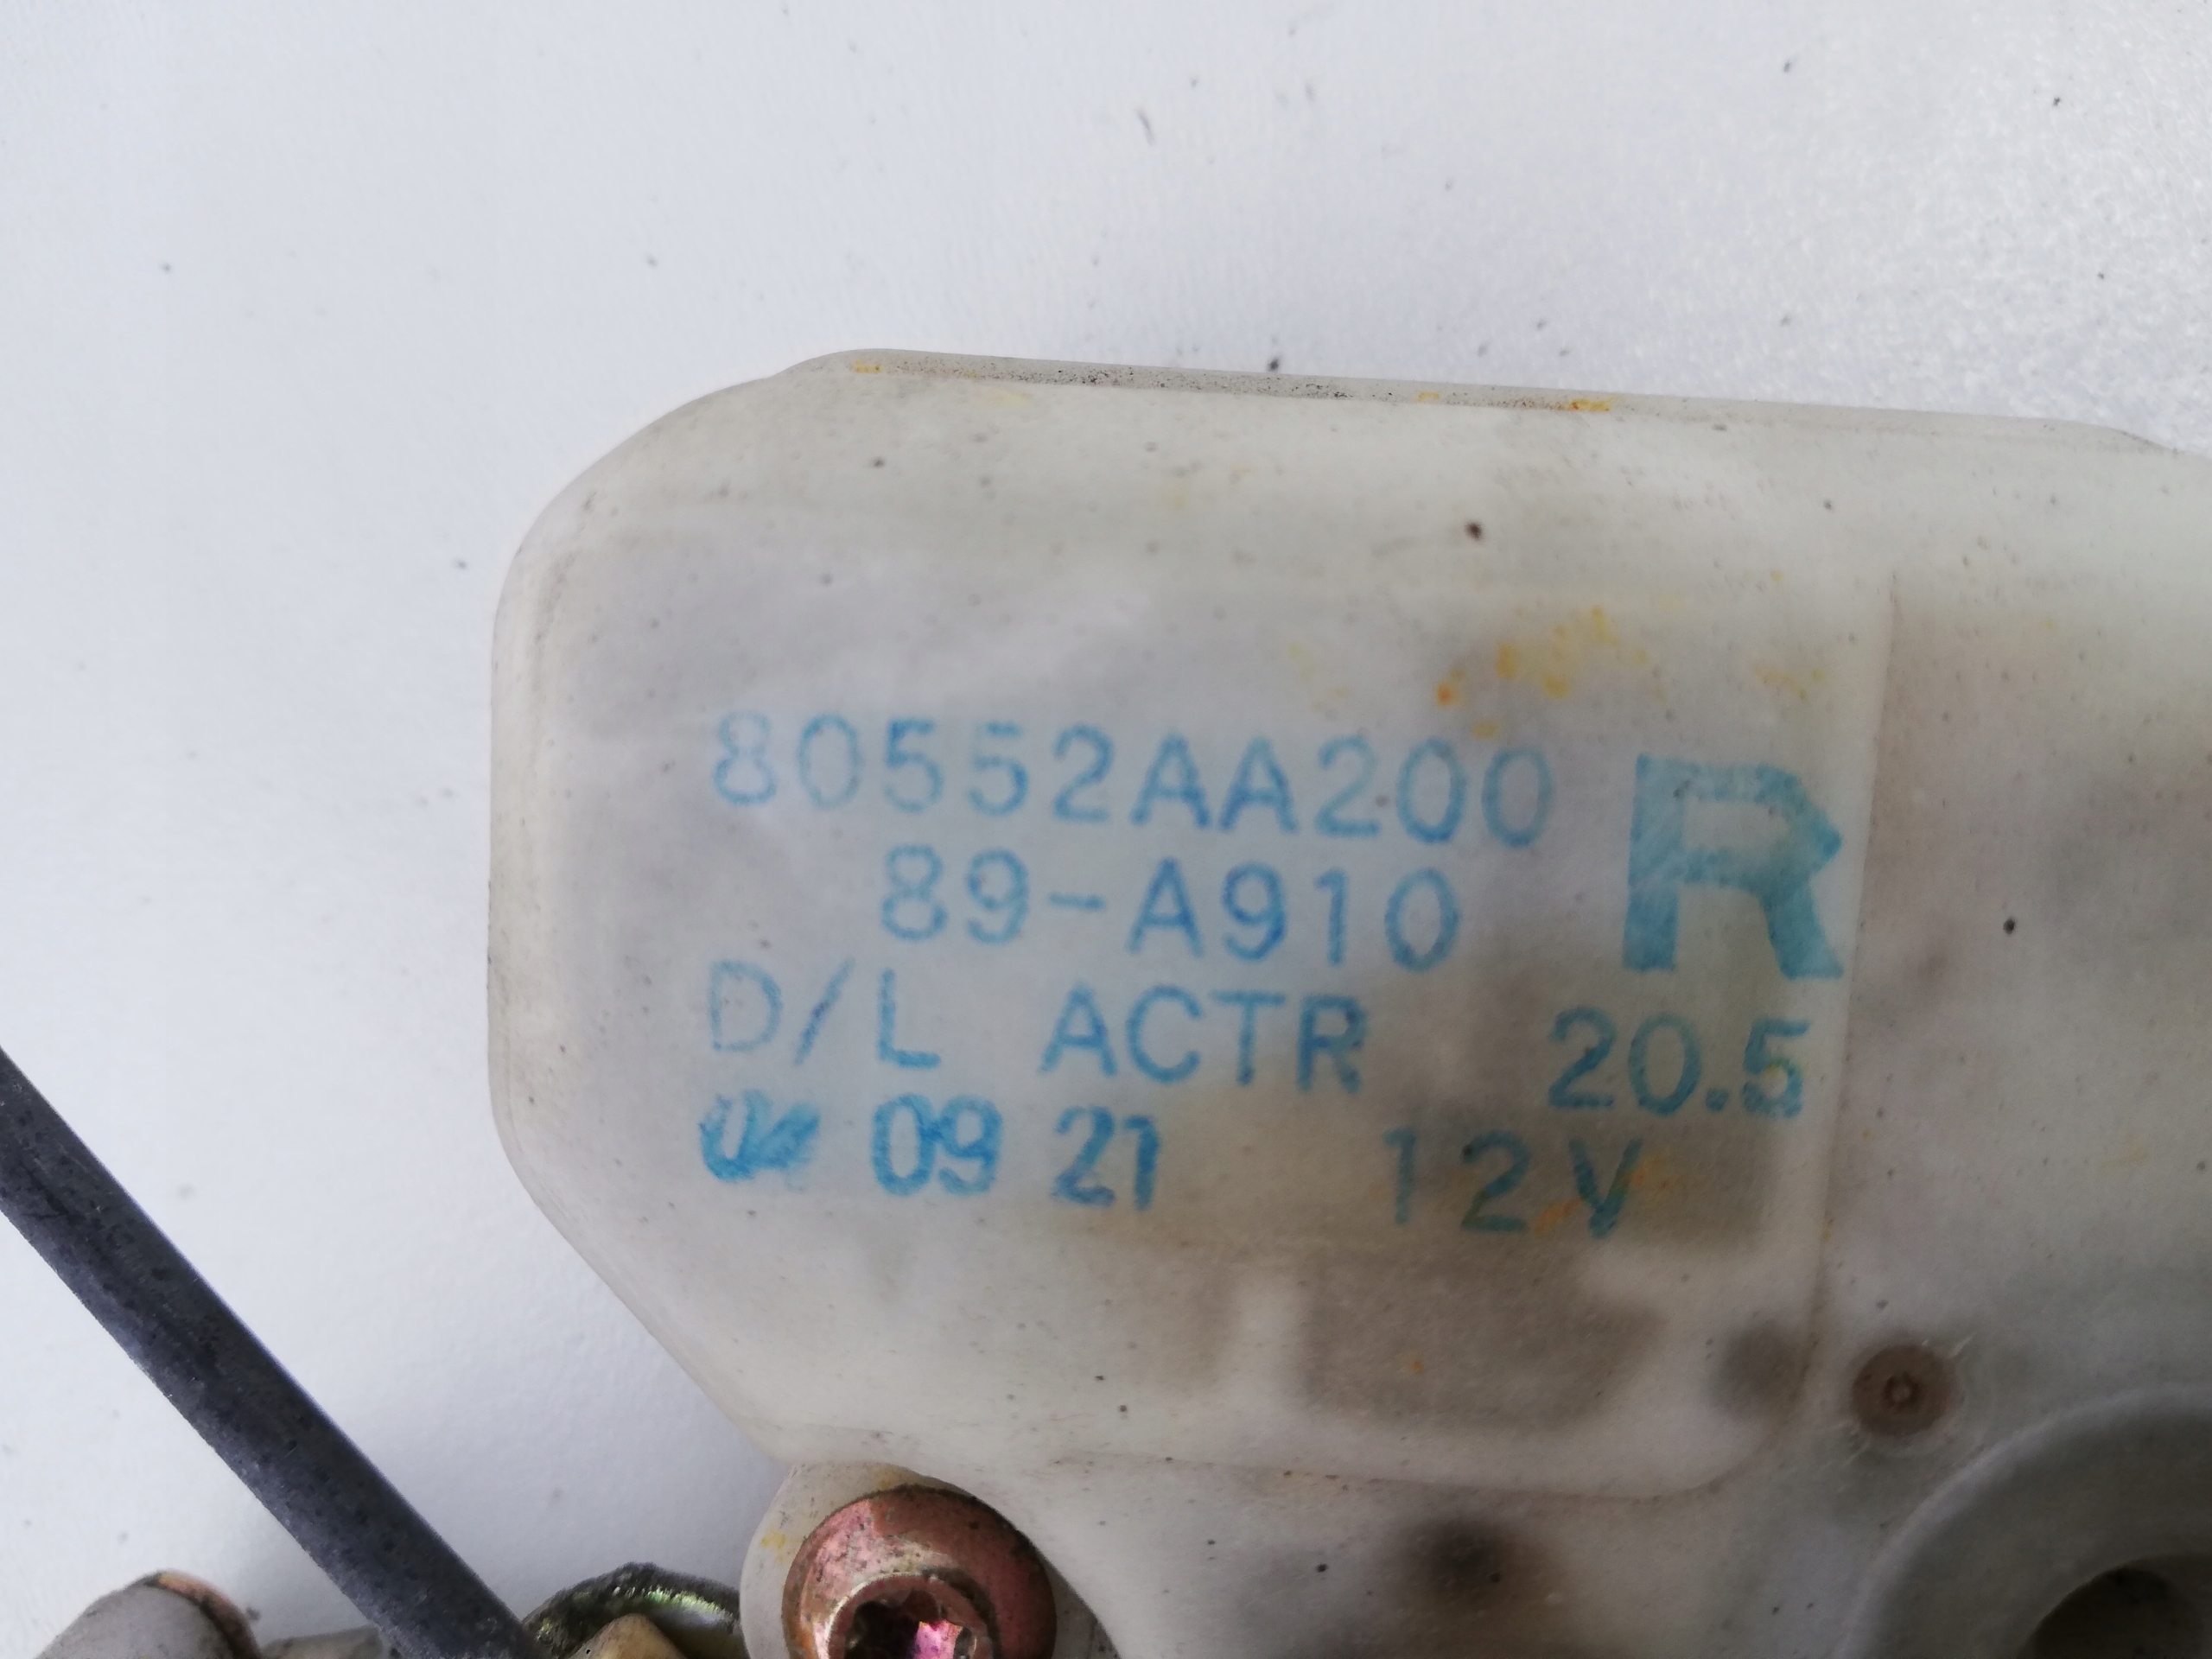 80552AA200 R
89-A910
D/L ACTR 20.5
09 21 12V